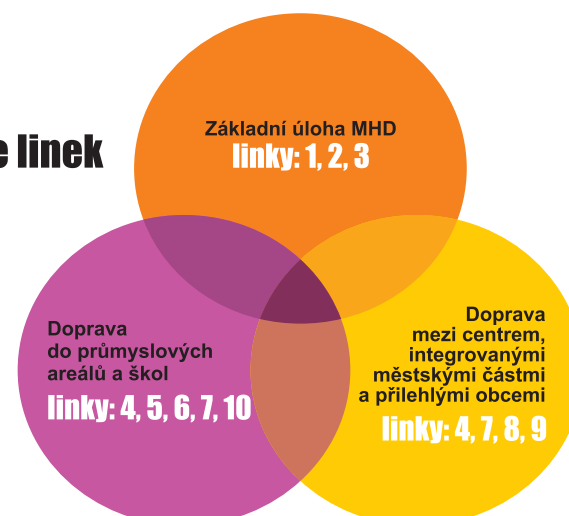 e linek
Základní úloha MHD
linky: 1, 2, 3
Doprava
do průmyslových
areálů a škol
linky: 4, 5, 6, 7, 10
Doprava
mezi centrem,
integrovanými
městskými částmi
a přilehlými obcemi
linky: 4, 7, 8, 9